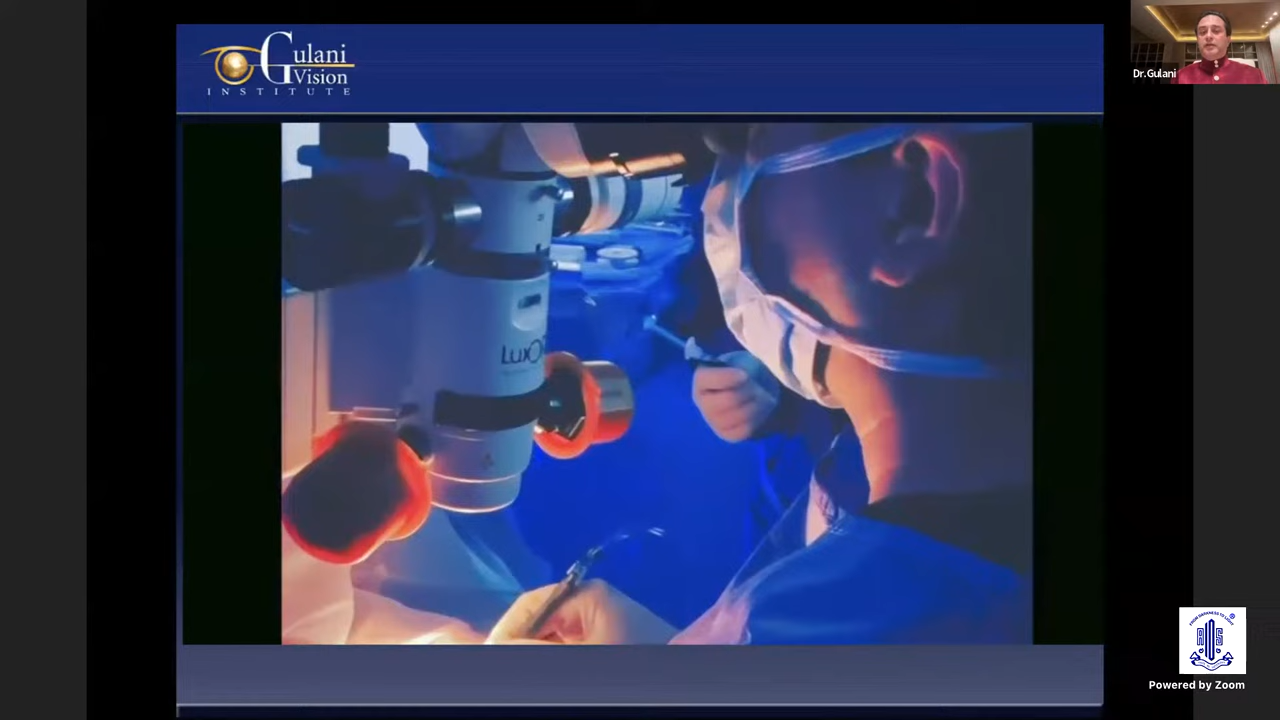 Gulani
Vision
INSTITUTE
Dr.Gulani
Powered by Zoom